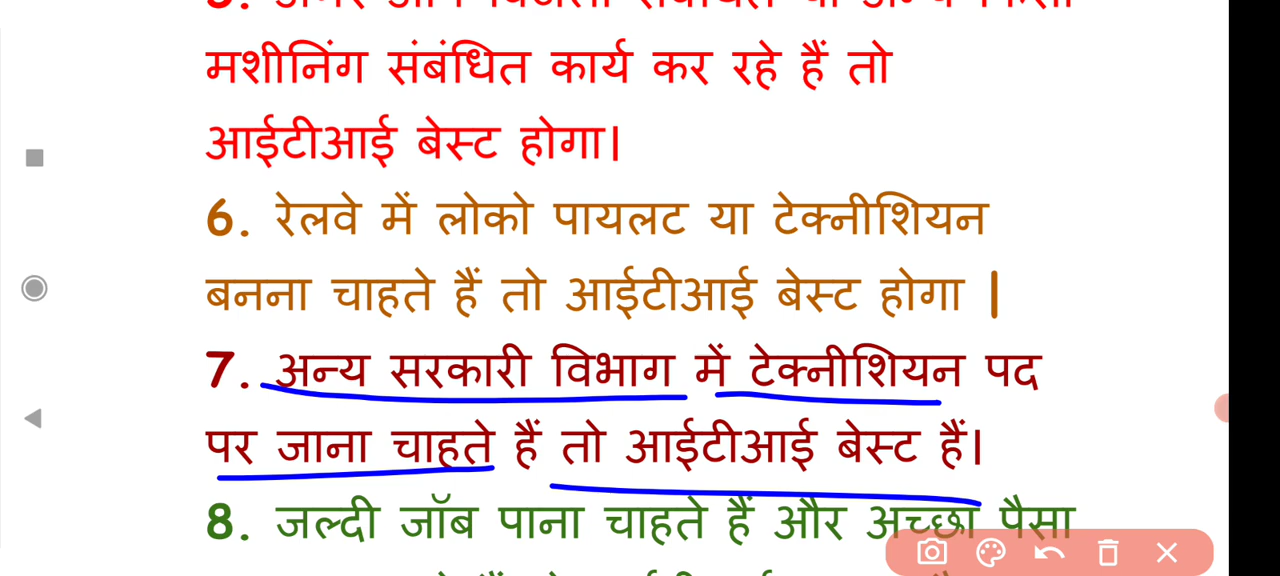 मशीनिंग संबंधित कार्य कर रहे हैं तो
आईटीआई बेस्ट होगा।
6. रेलवे में लोको पायलट या टेक्नीशियन
बनना चाहते हैं तो आईटीआई बेस्ट होगा |
7. अन्य सरकारी विभाग में टेक्नीशियन पद
पर जाना चाहते हैं तो आईटीआई बेस्ट हैं।
8. जल्दी जॉब पाना चाहते हैं और अच्छा पैसा